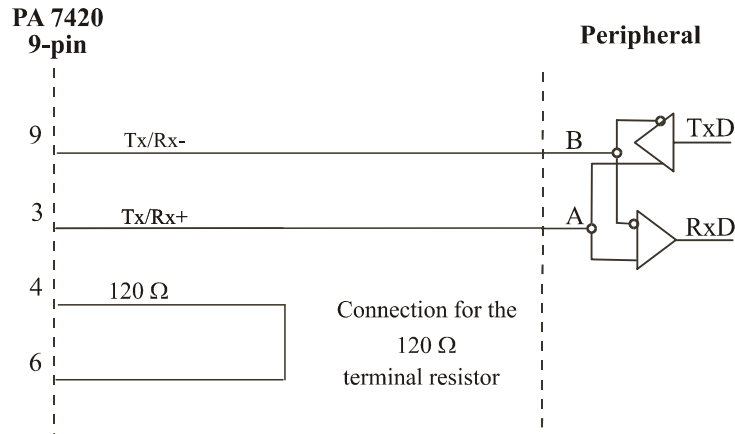 PA 7420
9-pin
Peripheral
9
Tx/Rx-
B
TxD
3
Tx/Rx+
A
RxD
4
120 Ω
6
Connection for the
120 Ω
terminal resistor